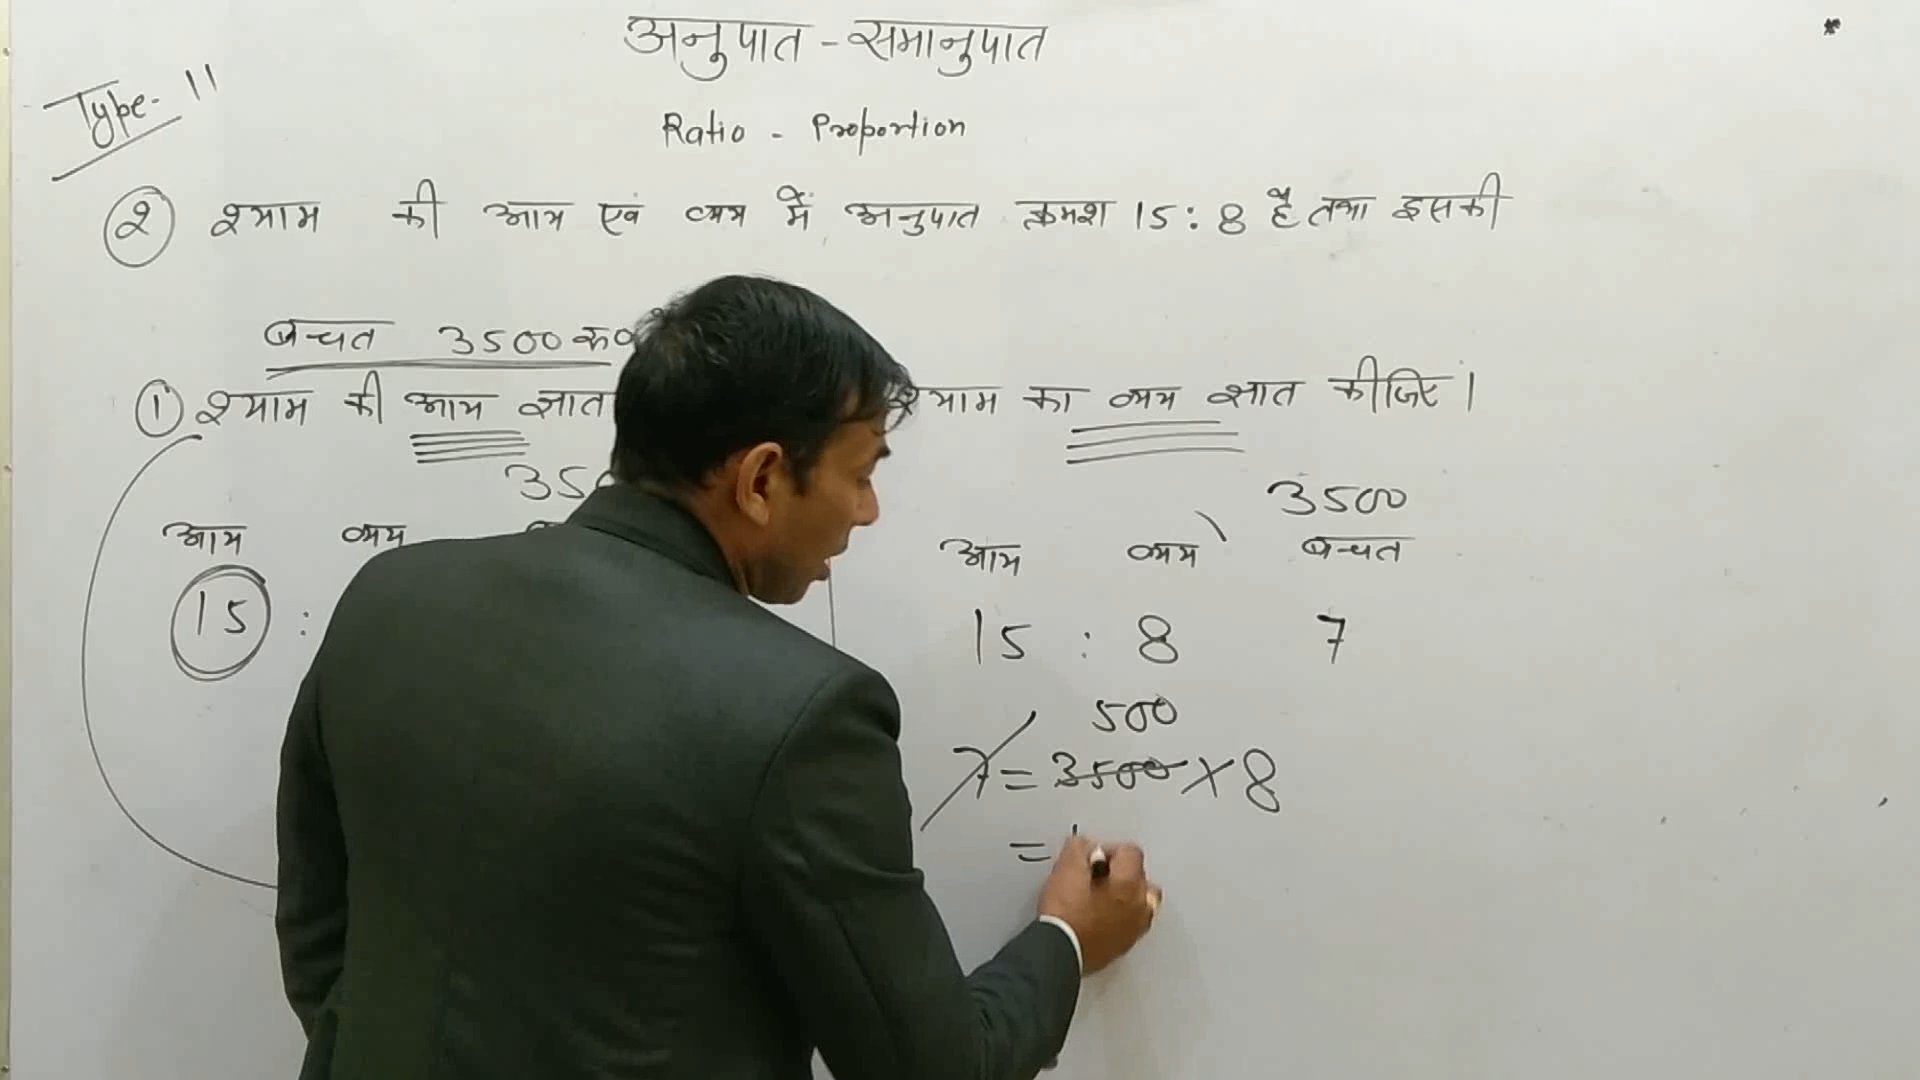 अनुपात - समानुपात
Type- 11
Ratio - Proportion
② श्याम की आय एवं व्यय में अनुपात क्रमश 15 : 8 है तथा इसकी
बचत 3500 रू०
① श्याम की आय ज्ञात श्याम का व्यय ज्ञात कीजिए।
आय व्यय
15 :
3500
आय व्यय बचत
15 : 8 7
500
7 = 3500 × 8
=